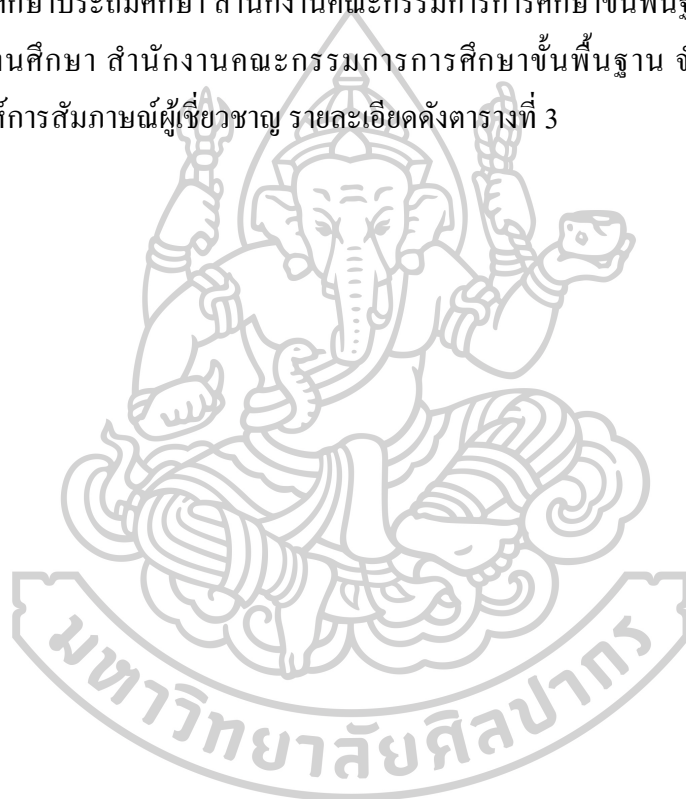 ึกษาประถมศึกษา สำนักงานคณะกรรมการการศึกษาขั้นพื้นฐ
านศึกษา สำนักงานคณะกรรมการการศึกษาขั้นพื้นฐาน จ
ห์การสัมภาษณ์ผู้เชี่ยวชาญ รายละเอียดดังตารางที่ 3
มหาวิทยาลัยศิลปากร